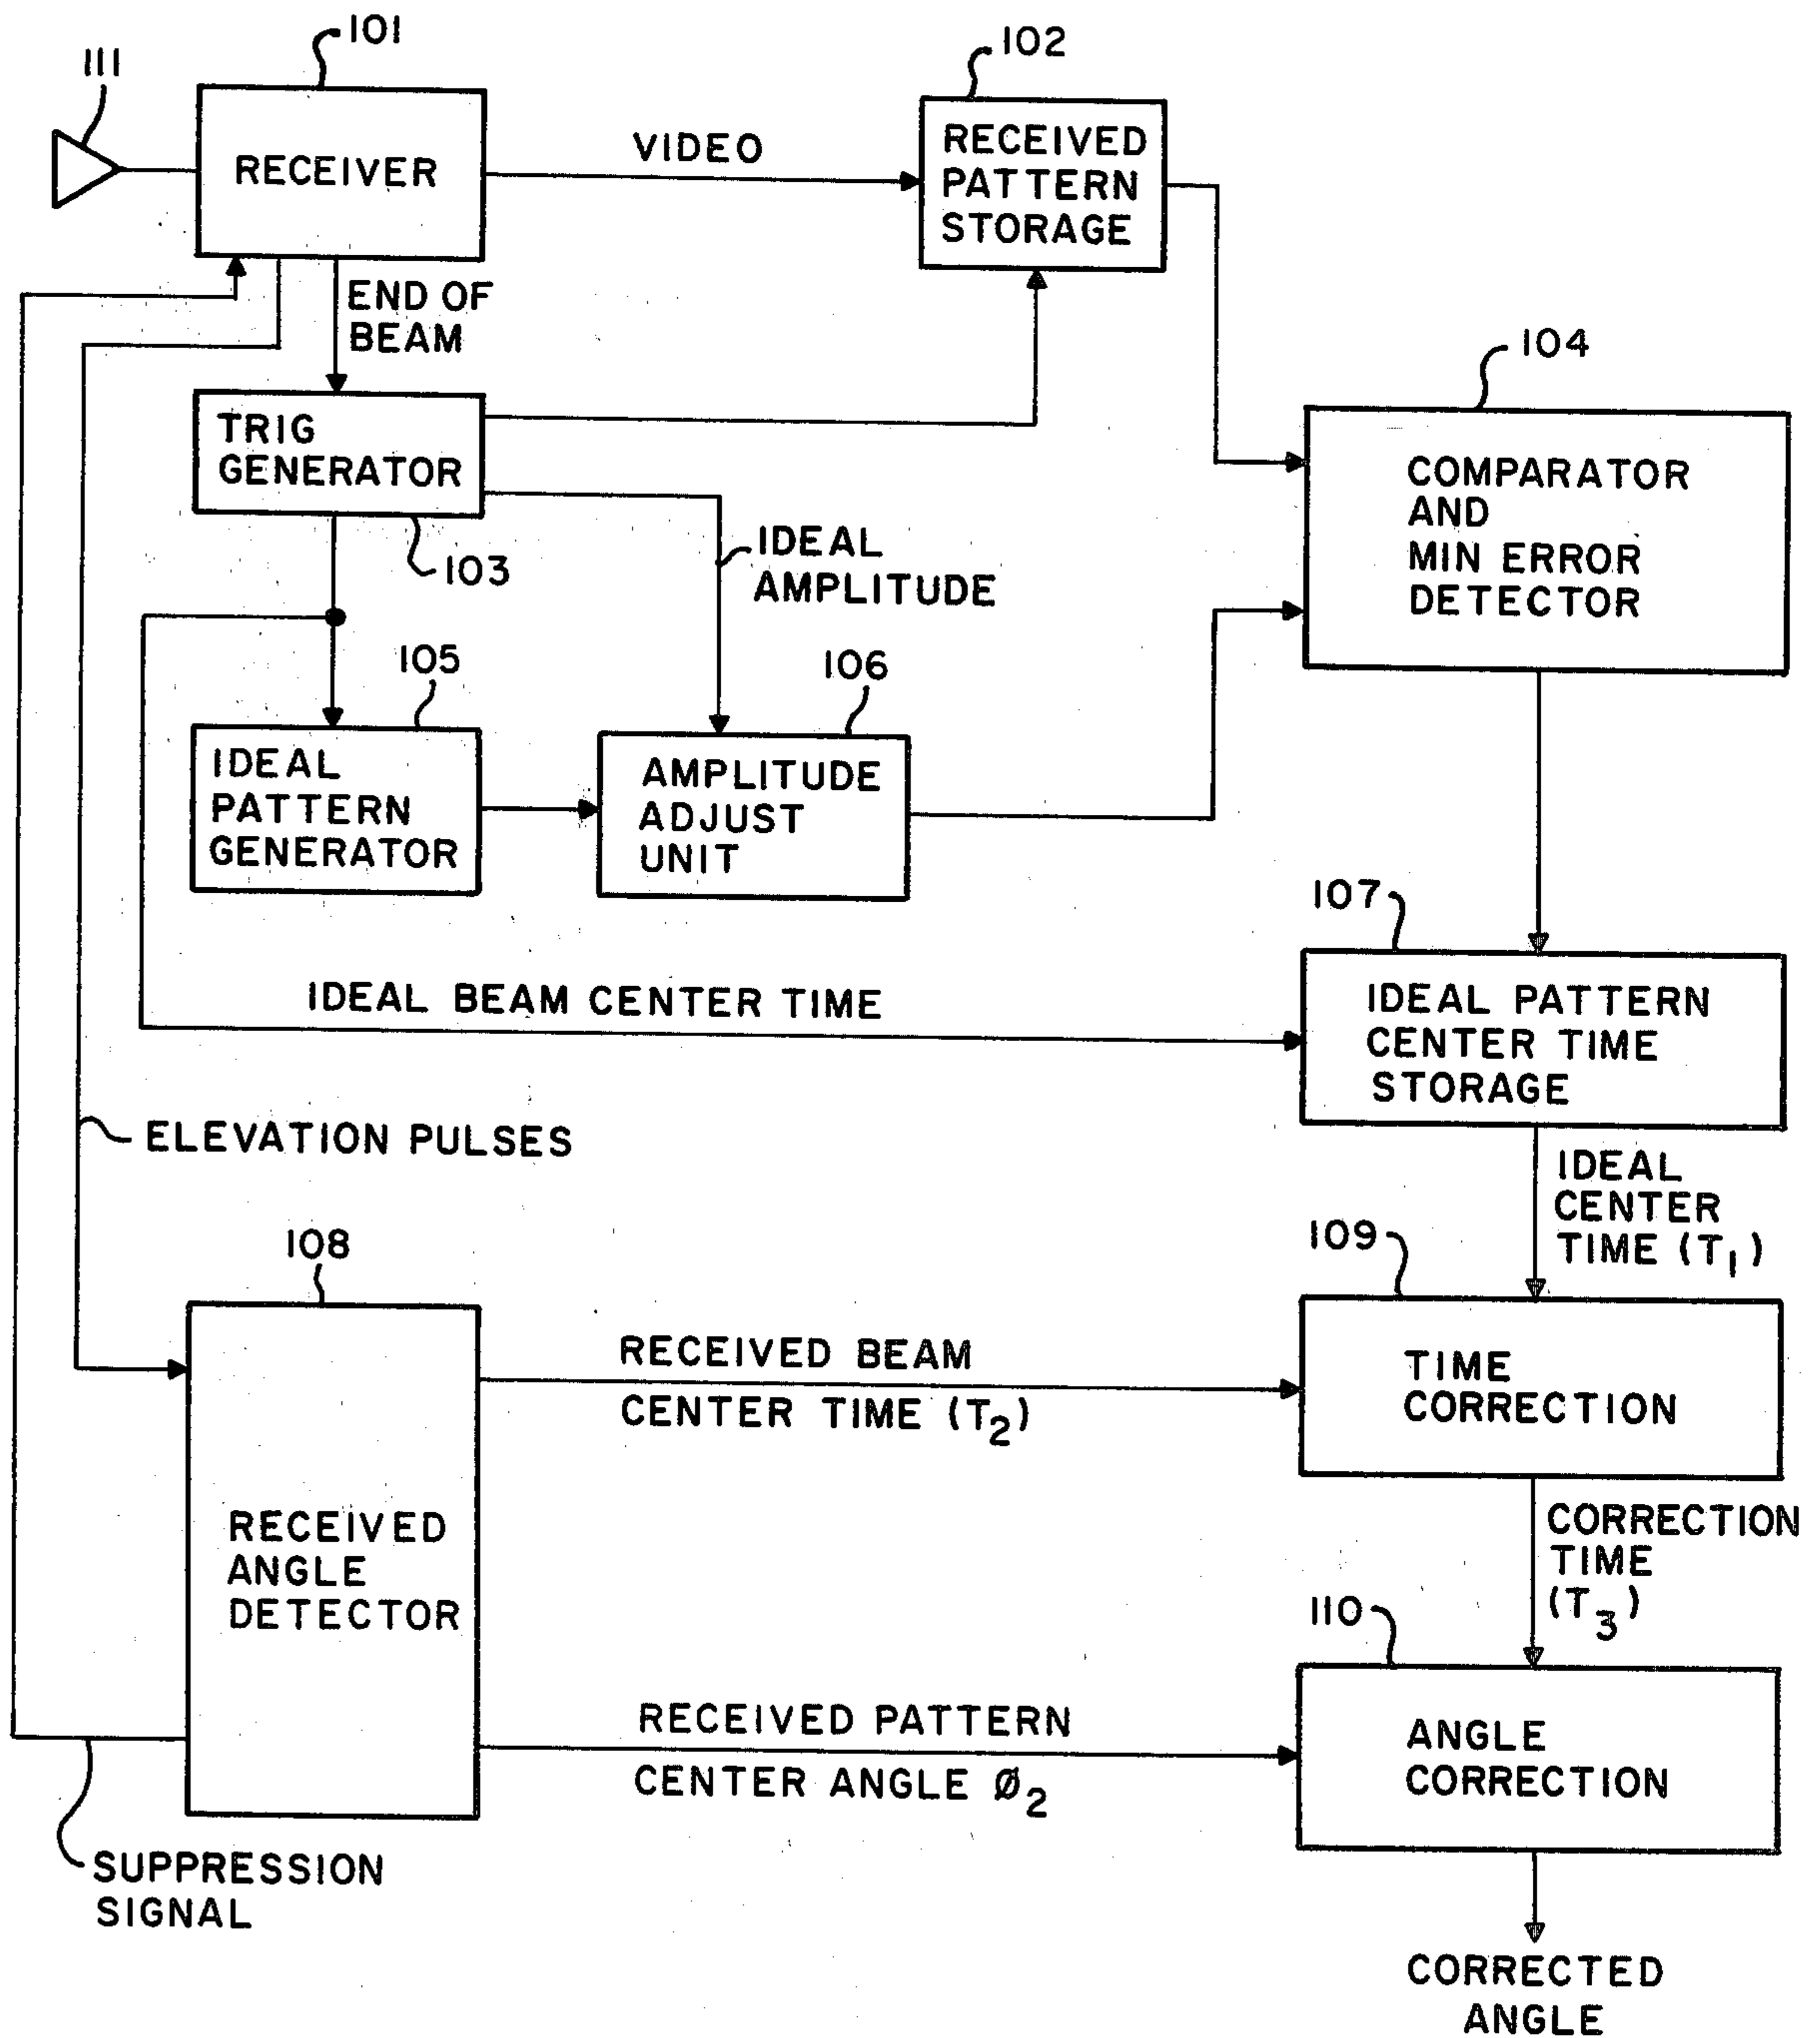 101
111
RECEIVER
VIDEO
102
RECEIVED
PATTERN
STORAGE
END OF
BEAM
104
COMPARATOR
AND
MIN ERROR
DETECTOR
TRIG
GENERATOR
103
IDEAL
AMPLITUDE
105
IDEAL
PATTERN
GENERATOR
106
AMPLITUDE
ADJUST
UNIT
107
IDEAL PATTERN
CENTER TIME
STORAGE
IDEAL BEAM CENTER TIME
ELEVATION PULSES
IDEAL
CENTER
TIME (T1)
108
RECEIVED
ANGLE
DETECTOR
RECEIVED BEAM
CENTER TIME (T2)
109
TIME
CORRECTION
CORRECTION
TIME
(T3)
110
RECEIVED PATTERN
CENTER ANGLE Ø2
ANGLE
CORRECTION
SUPPRESSION
SIGNAL
CORRECTED
ANGLE